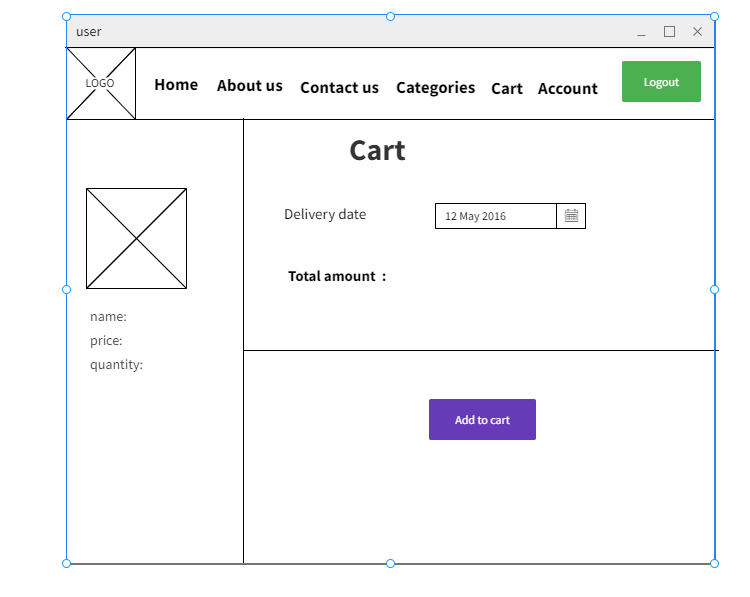 user
LOGO
Home About us Contact us Categories Cart Account Logout
Cart
Delivery date 12 May 2016
Total amount :
name:
price:
quantity:
Add to cart